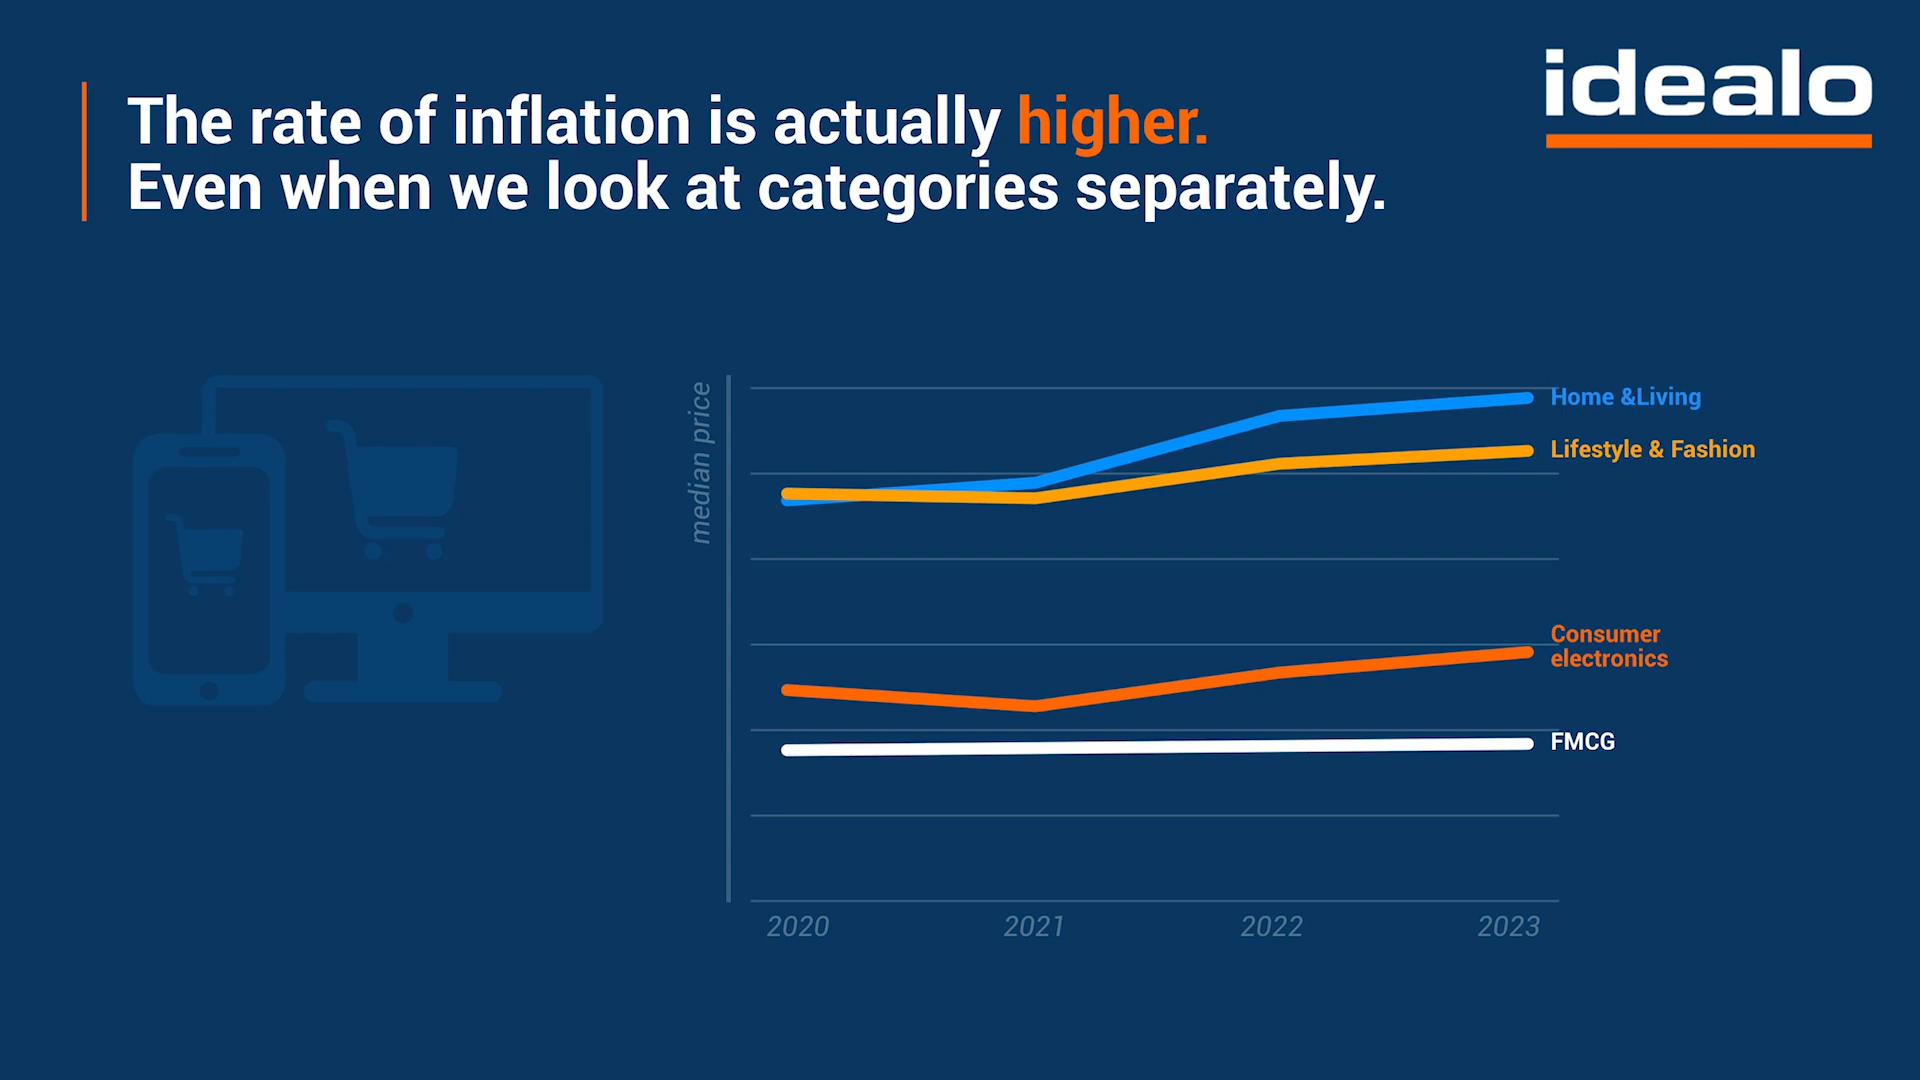 idealo
The rate of inflation is actually higher.
Even when we look at categories separately.
median price
Home &Living
Lifestyle & Fashion
Consumer
electronics
FMCG
2020 2021 2022 2023